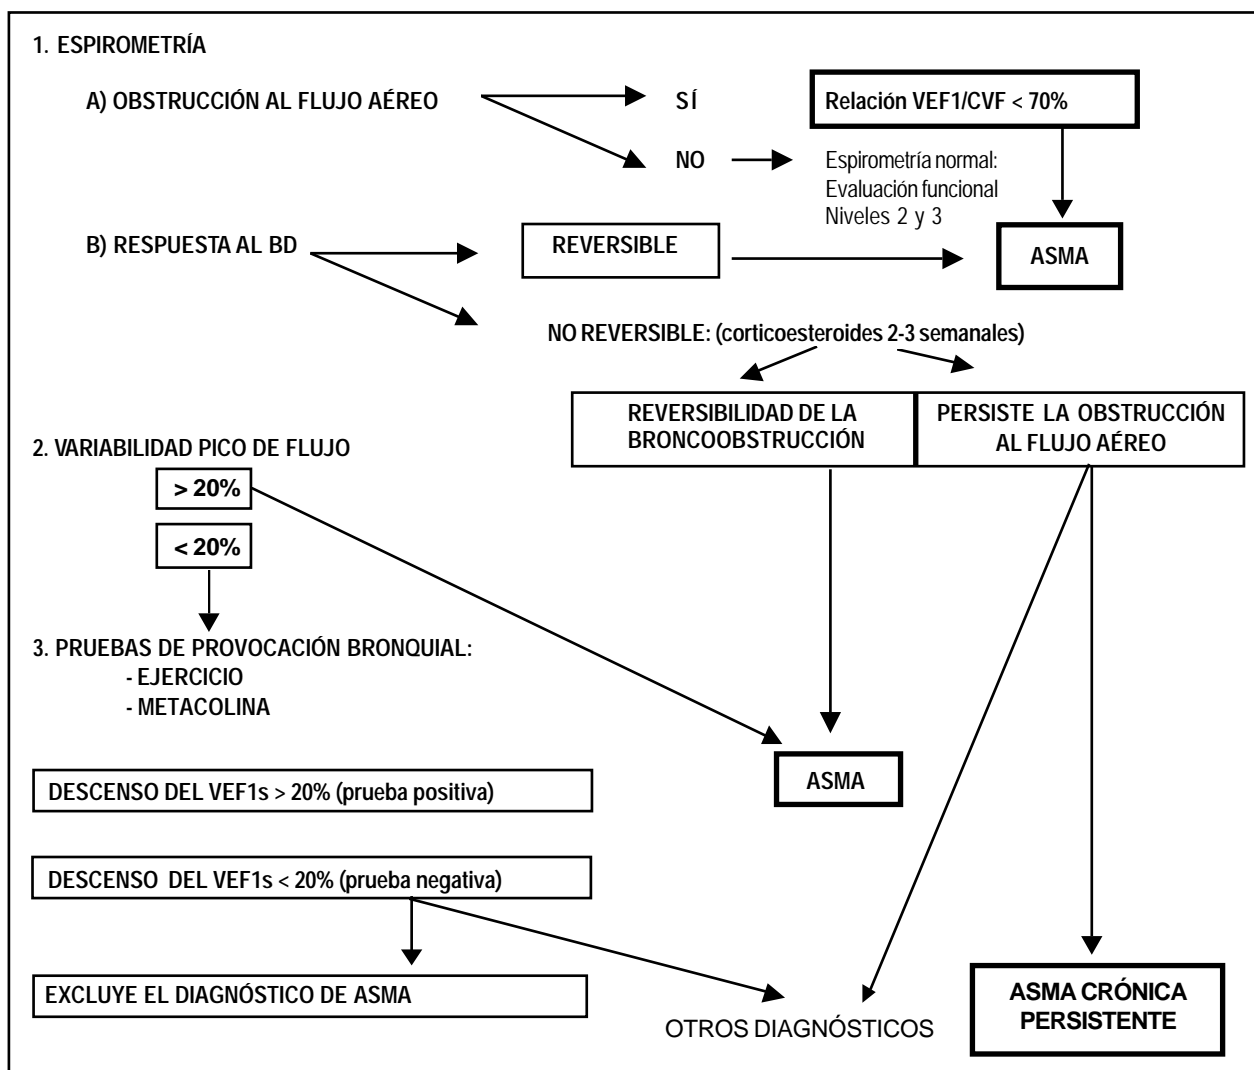 1. ESPIROMETRÍA
A) OBSTRUCCIÓN AL FLUJO AÉREO
SÍ
Relación VEF1/CVF < 70%
NO
Espirometría normal:
Evaluación funcional
Niveles 2 y 3
B) RESPUESTA AL BD
REVERSIBLE
ASMA
NO REVERSIBLE: (corticoesteroides 2-3 semanales)
REVERSIBILIDAD DE LA
BRONCOOBSTRUCCIÓN
PERSISTE LA OBSTRUCCIÓN
AL FLUJO AÉREO
2. VARIABILIDAD PICO DE FLUJO
> 20%
< 20%
3. PRUEBAS DE PROVOCACIÓN BRONQUIAL:
- EJERCICIO
- METACOLINA
ASMA
DESCENSO DEL VEF1s > 20% (prueba positiva)
DESCENSO DEL VEF1s < 20% (prueba negativa)
EXCLUYE EL DIAGNÓSTICO DE ASMA
OTROS DIAGNÓSTICOS
ASMA CRÓNICA
PERSISTENTE